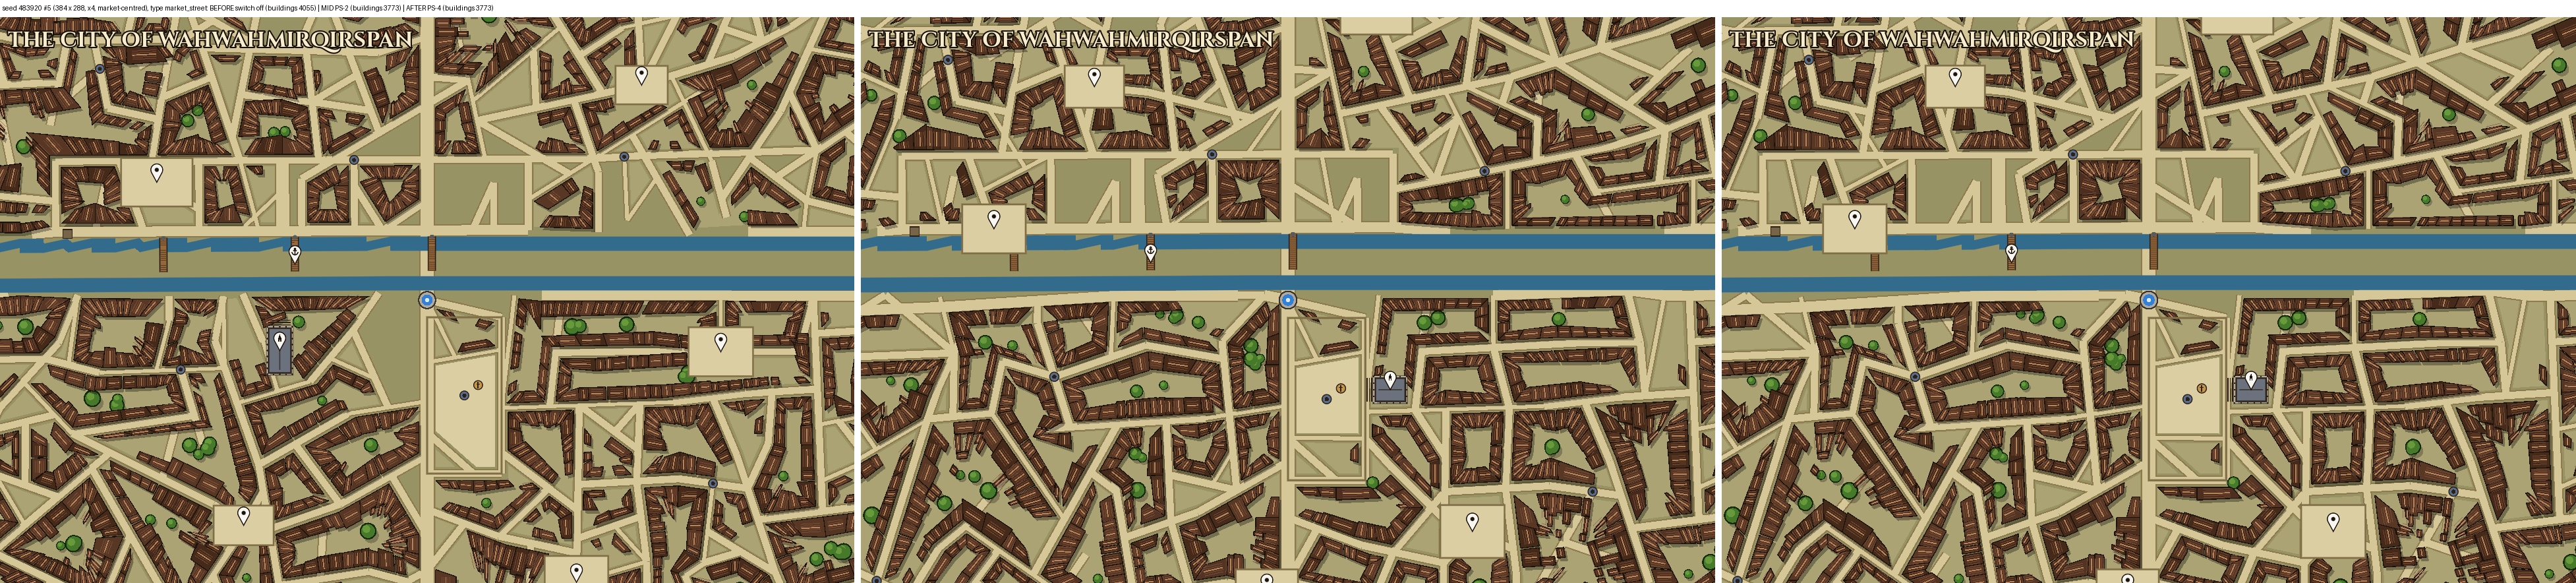 seed 483920 #5 (384 x 288, x4, market-centred), type market_street: BEFORE switch off (buildings 4055) | MID PS-2 (buildings 3773) | AFTER PS-4 (buildings 3773)
THE CITY OF WAHWAHMIRQIRSPAN
THE CITY OF WAHWAHMIRQIRSPAN
THE CITY OF WAHWAHMIRQIRSPAN